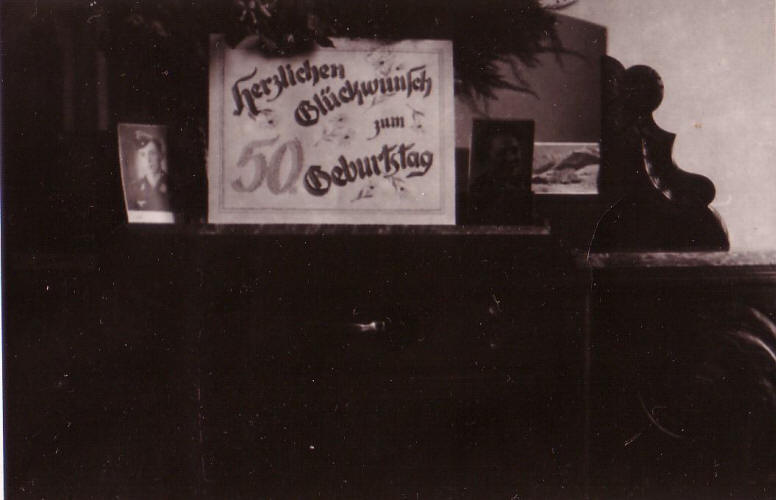 Herzlichen
Glückwunsch
zum
50. Geburtstag